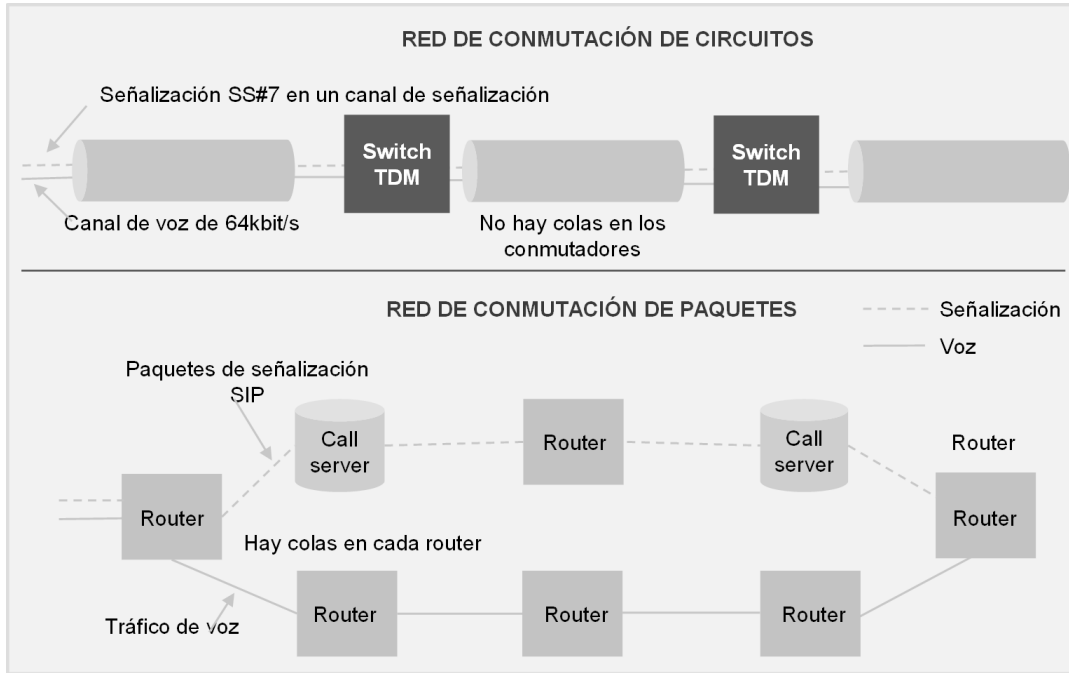 RED DE CONMUTACIÓN DE CIRCUITOS
Señalización SS#7 en un canal de señalización
Switch
TDM
Switch
TDM
Canal de voz de 64kbit/s
No hay colas en los
conmutadores
RED DE CONMUTACIÓN DE PAQUETES
Señalización
Voz
Paquetes de señalización
SIP
Call
server
Router
Call
server
Router
Router
Router
Hay colas en cada router
Router
Router
Router
Tráfico de voz